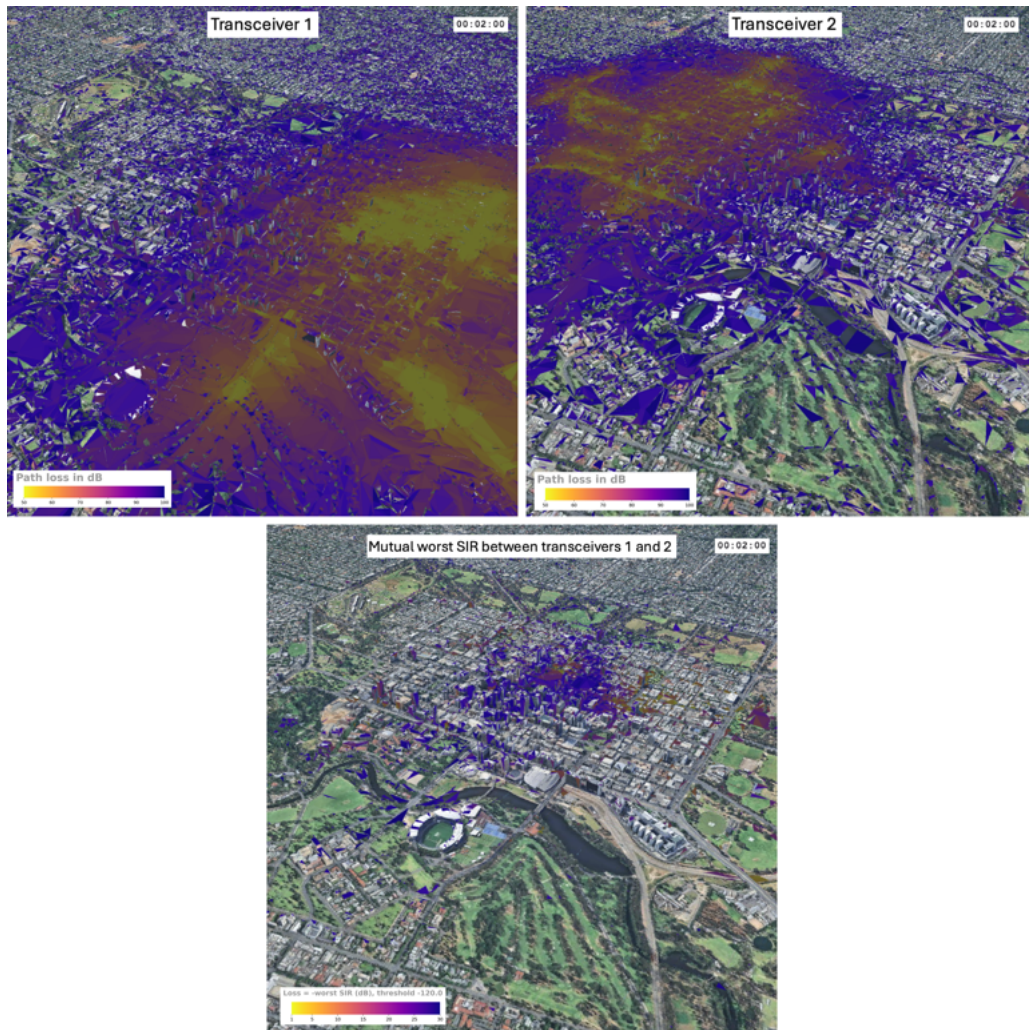 Transceiver 1
00:02:00
Path loss in dB
50 60 70 80 90 100
Transceiver 2
00:02:00
Path loss in dB
50 60 70 80 90 100
Mutual worst SIR between transceivers 1 and 2
00:02:00
Loss = -worst SIR (dB), threshold -120.0
1 5 10 15 20 25 30